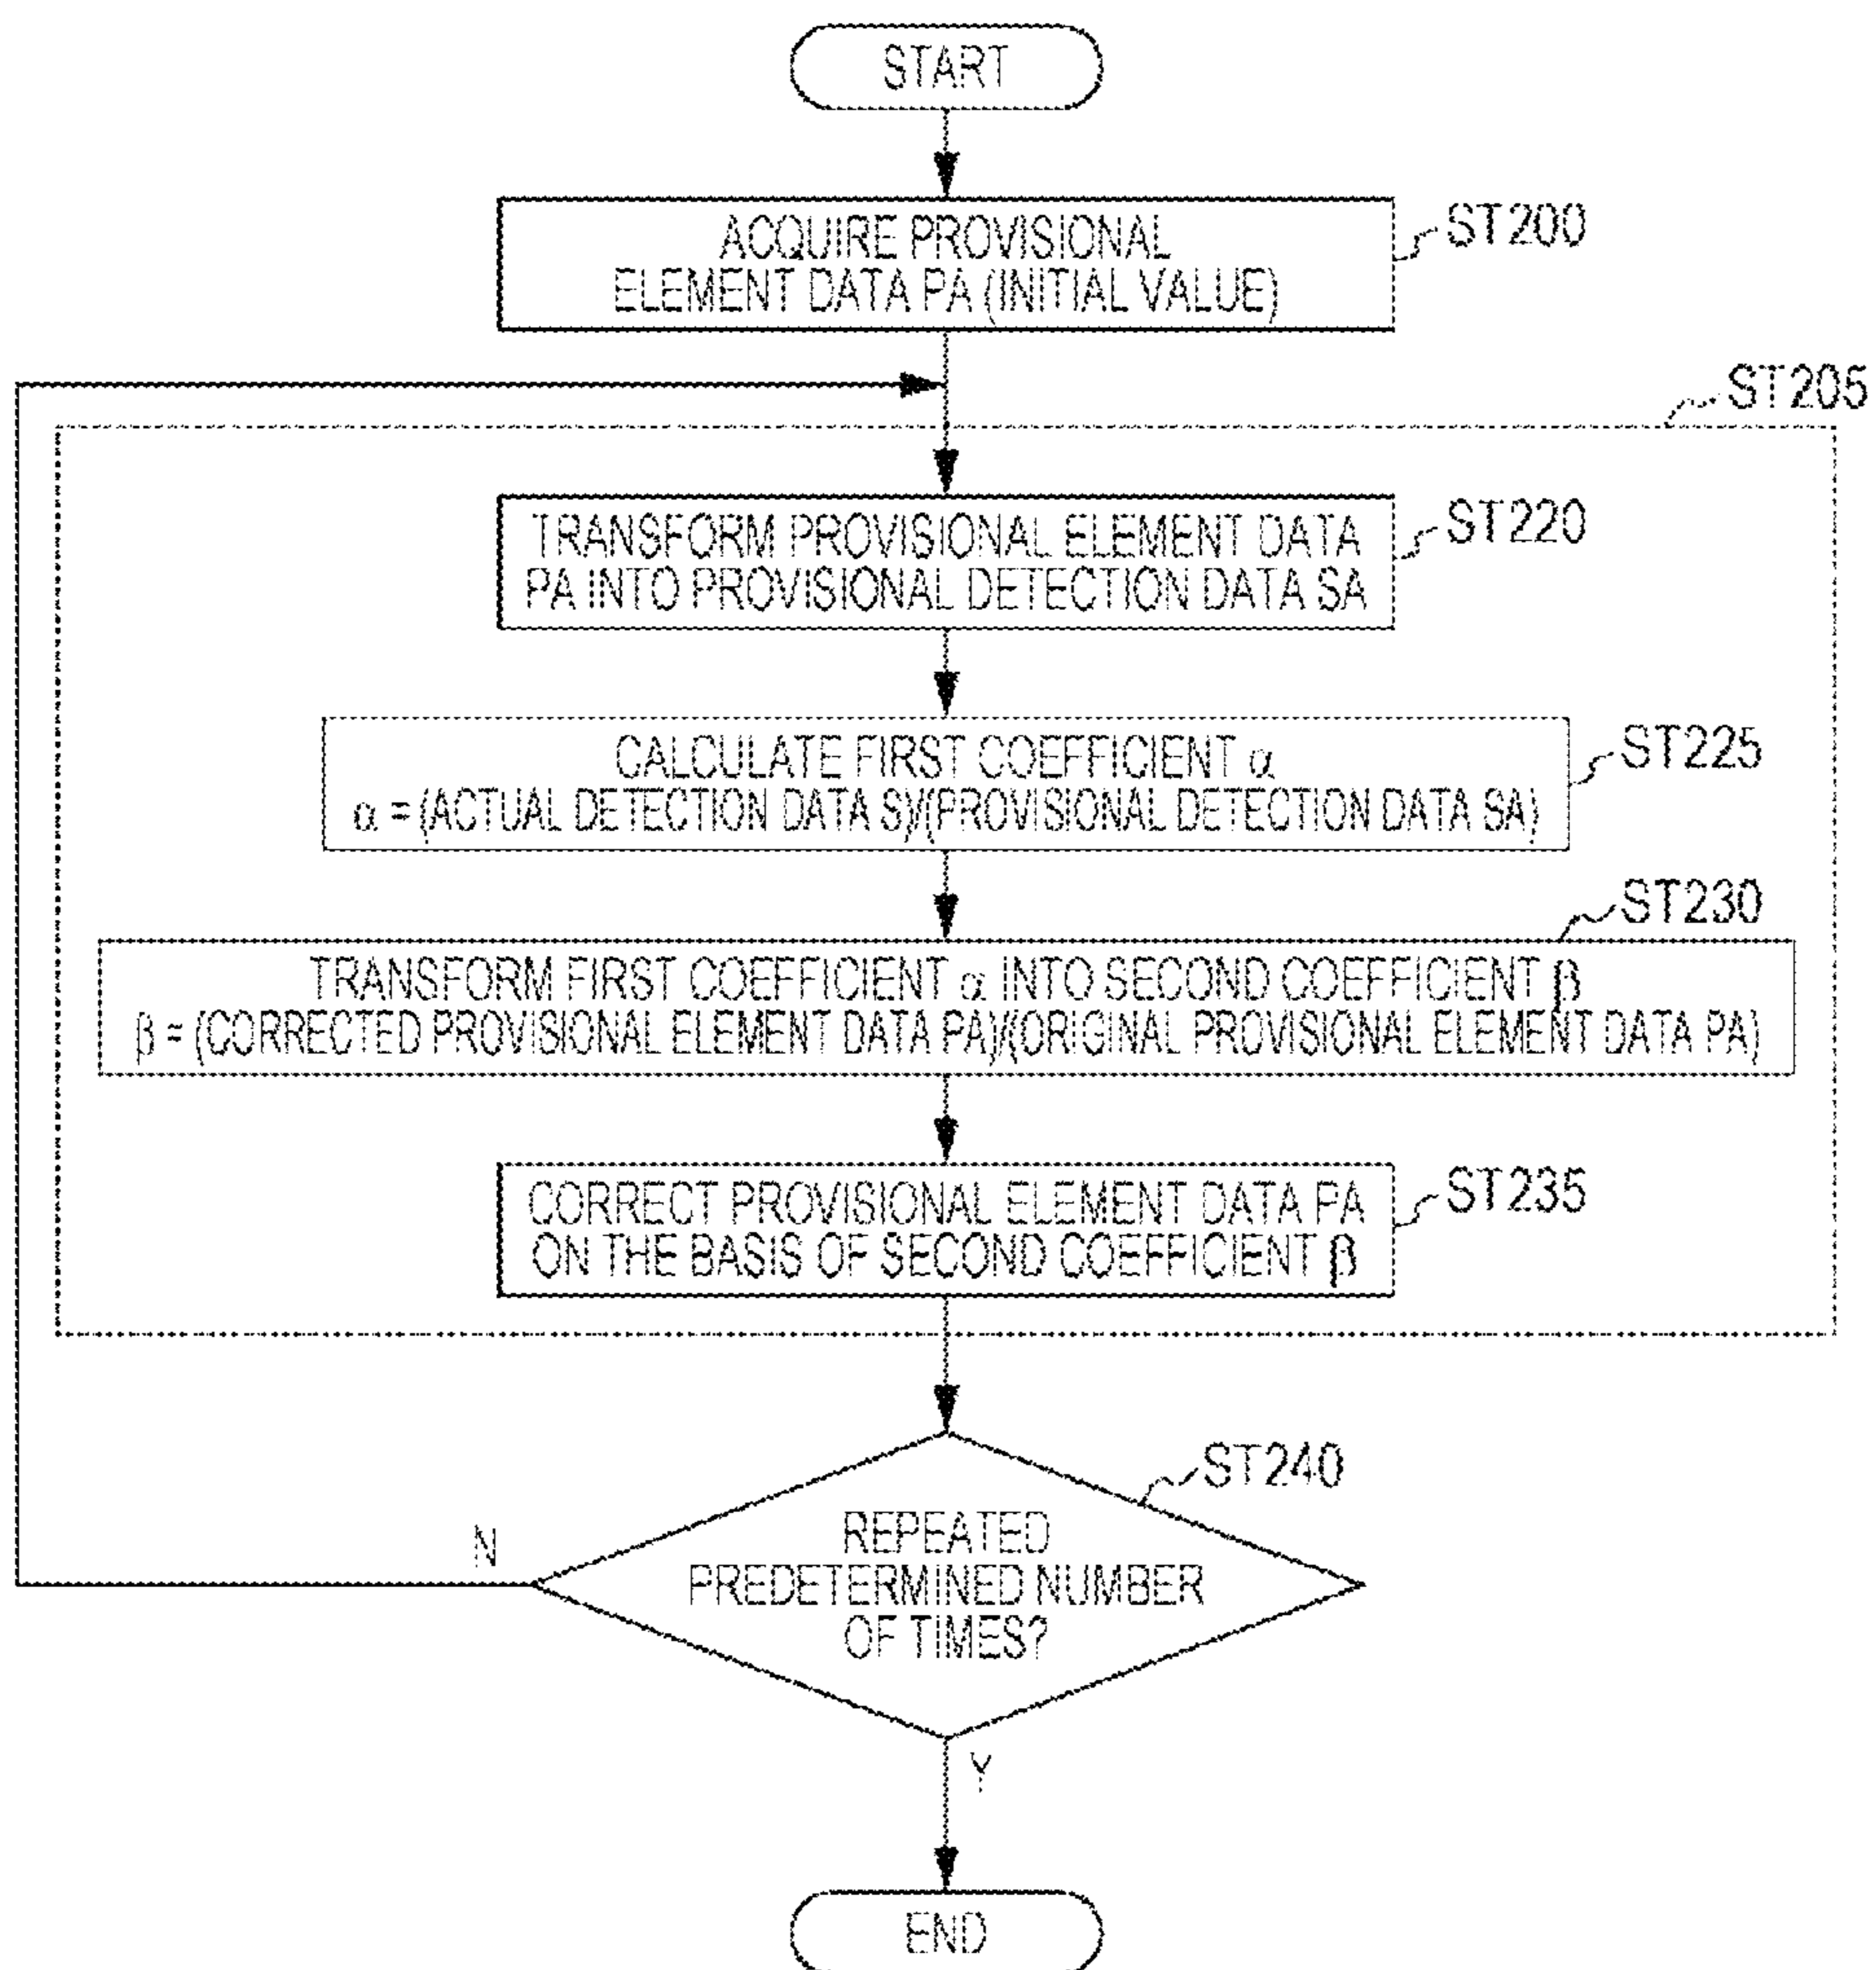 START
ACQUIRE PROVISIONAL
ELEMENT DATA PA (INITIAL VALUE)
ST200
ST205
TRANSFORM PROVISIONAL ELEMENT DATA
PA INTO PROVISIONAL DETECTION DATA SA
ST220
CALCULATE FIRST COEFFICIENT α
α = (ACTUAL DETECTION DATA S)/(PROVISIONAL DETECTION DATA SA)
ST225
ST230
TRANSFORM FIRST COEFFICIENT α INTO SECOND COEFFICIENT β
β = (CORRECTED PROVISIONAL ELEMENT DATA PA)/(ORIGINAL PROVISIONAL ELEMENT DATA PA)
CORRECT PROVISIONAL ELEMENT DATA PA
ON THE BASIS OF SECOND COEFFICIENT β
ST235
ST240
REPEATED
PREDETERMINED NUMBER
OF TIMES?
N
Y
END